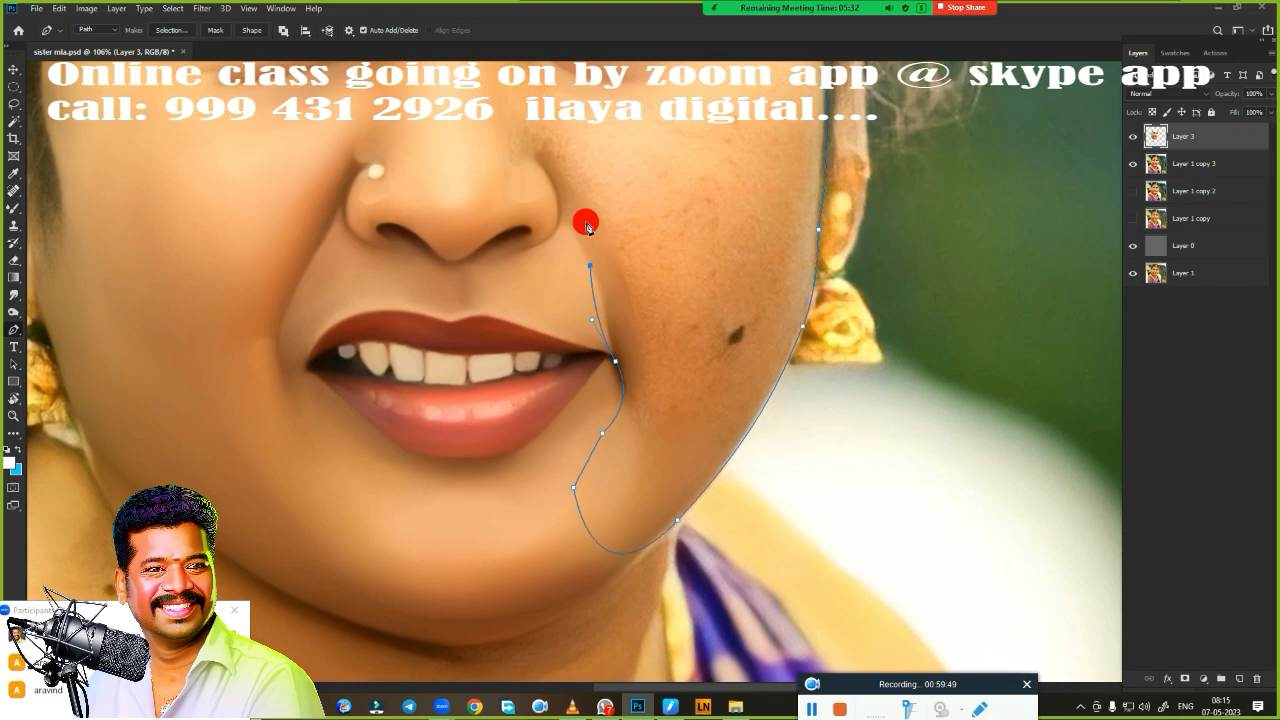 File Edit Image Layer Type Select Filter 3D View Window Help
Remaining Meeting Time: 05:32
Stop Share
Path Selection... Mask Shape Auto Add/Delete Align Edges
sister mla.psd @ 106% (Layer 3, RGB/8) *
Layers Swatches Actions
Online class going on by zoom app @ skype app
call: 999 431 2926 ilaya digital....
Normal Opacity: 100%
Lock: Fill: 100%
Layer 3
Layer 1 copy 3
Layer 1 copy 2
Layer 1 copy
Layer 0
Layer 1
Participants
A
A aravind
Recording... 00:59:49
Ps LN
08:15
07-05-2023